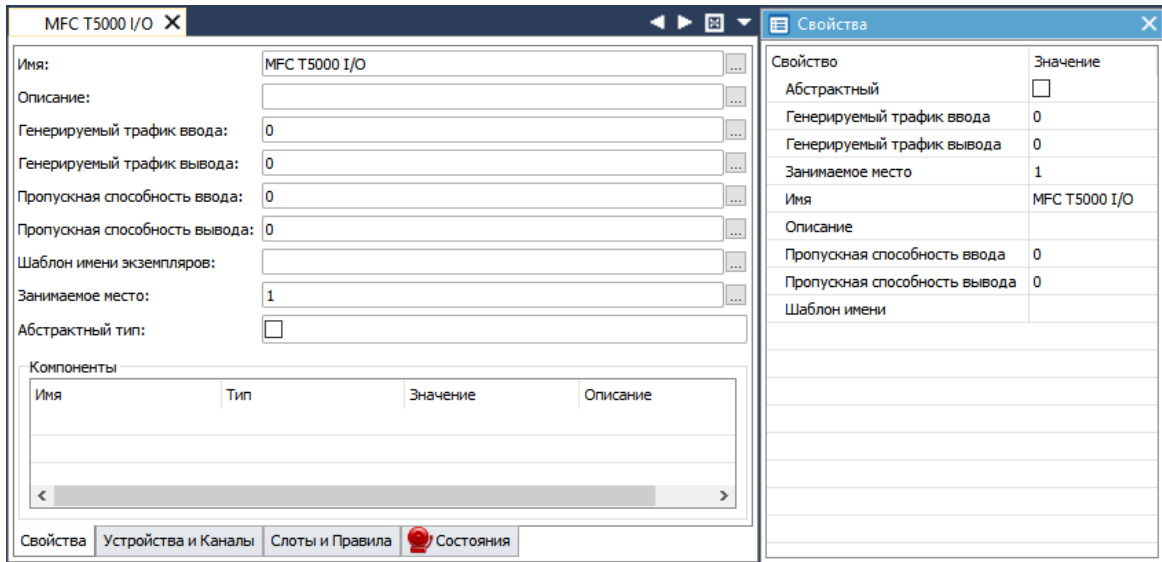 MFC T5000 I/O
Имя: MFC T5000 I/O ...
Описание: ...
Генерируемый трафик ввода: 0 ...
Генерируемый трафик вывода: 0 ...
Пропускная способность ввода: 0 ...
Пропускная способность вывода: 0 ...
Шаблон имени экземпляров: ...
Занимаемое место: 1 ...
Абстрактный тип:
Компоненты
Имя Тип Значение Описание
Свойства Устройства и Каналы Слоты и Правила Состояния
Свойства
Свойство Значение
Абстрактный
Генерируемый трафик ввода 0
Генерируемый трафик вывода 0
Занимаемое место 1
Имя MFC T5000 I/O
Описание
Пропускная способность ввода 0
Пропускная способность вывода 0
Шаблон имени